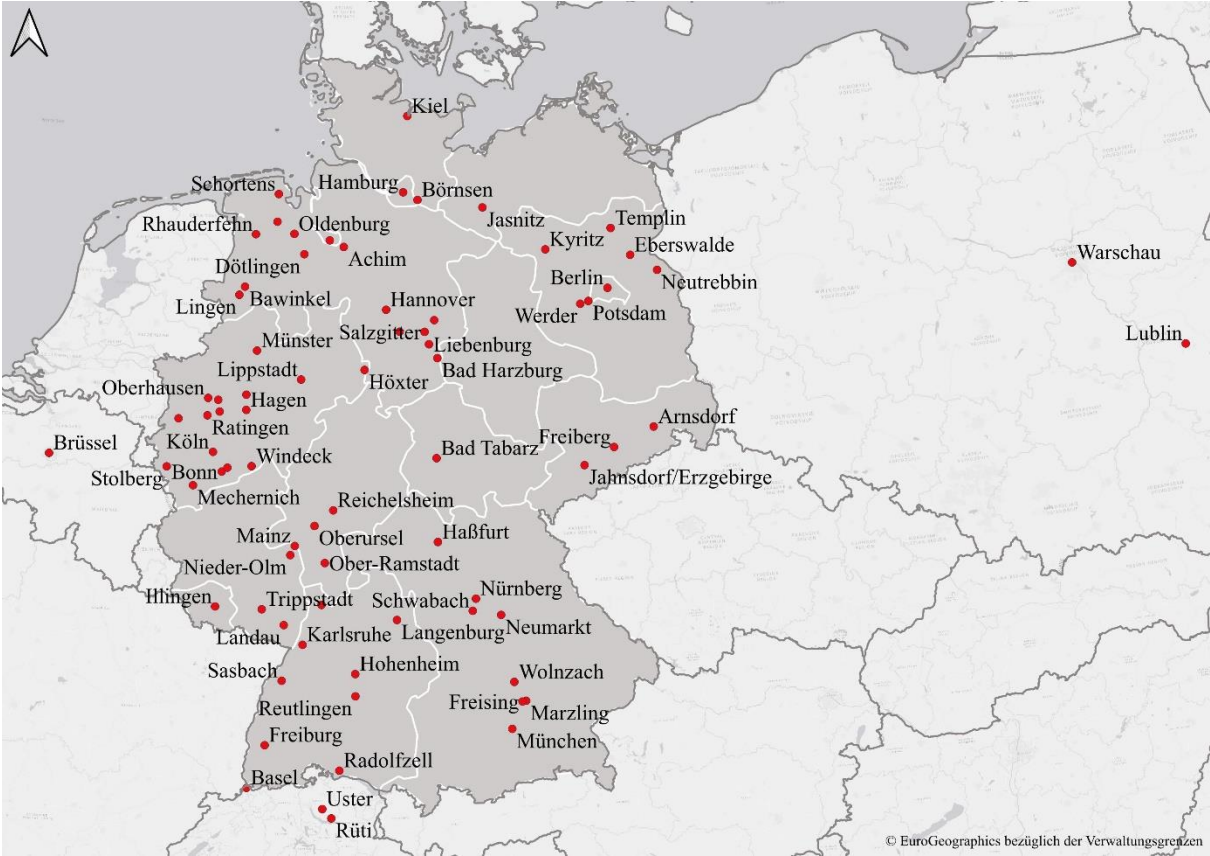 Kiel
Schortens
Hamburg
Börnsen
Jasnitz
Rhauderfehn
Oldenburg
Templin
Kyritz
Eberswalde
Achim
Dötlingen
Warschau
Berlin
Neutrebbin
Lingen
Bawinkel
Hannover
Werder
Potsdam
Salzgitter
Lublin
Münster
Liebenburg
Lippstadt
Bad Harzburg
Höxter
Oberhausen
Hagen
Arnsdorf
Ratingen
Brüssel
Köln
Freiberg
Bad Tabarz
Windeck
Stolberg
Bonn
Jahnsdorf/Erzgebirge
Mechernich
Reichelsheim
Mainz
Oberursel
Haßfurt
Nieder-Olm
Ober-Ramstadt
Nürnberg
Illingen
Trippstadt
Schwabach
Neumarkt
Landau
Karlsruhe
Langenburg
Sasbach
Hohenheim
Wolnzach
Reutlingen
Freising
Marzling
Freiburg
München
Radolfzell
Basel
Uster
Rüti
© EuroGeographics bezüglich der Verwaltungsgrenzen